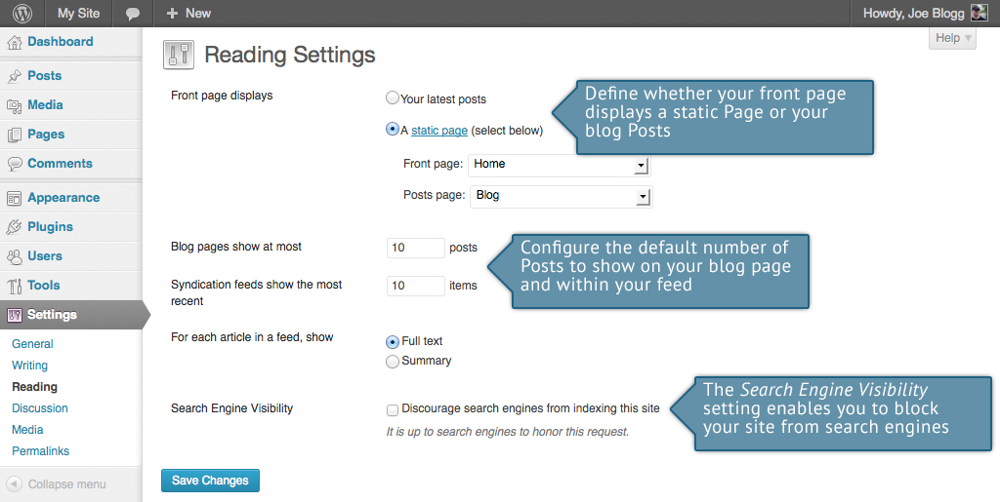 My Site
New
Howdy, Joe Blogg
Help
Dashboard
Posts
Media
Pages
Comments
Appearance
Plugins
Users
Tools
Settings
General
Writing
Reading
Discussion
Media
Permalinks
Collapse menu
Reading Settings
Front page displays
Your latest posts
A static page (select below)
Front page: Home
Posts page: Blog
Define whether your front page
displays a static Page or your
blog Posts
Blog pages show at most
10 posts
Syndication feeds show the most
recent
10 items
Configure the default number of
Posts to show on your blog page
and within your feed
For each article in a feed, show
Full text
Summary
Search Engine Visibility
Discourage search engines from indexing this site
It is up to search engines to honor this request.
The Search Engine Visibility
setting enables you to block
your site from search engines
Save Changes